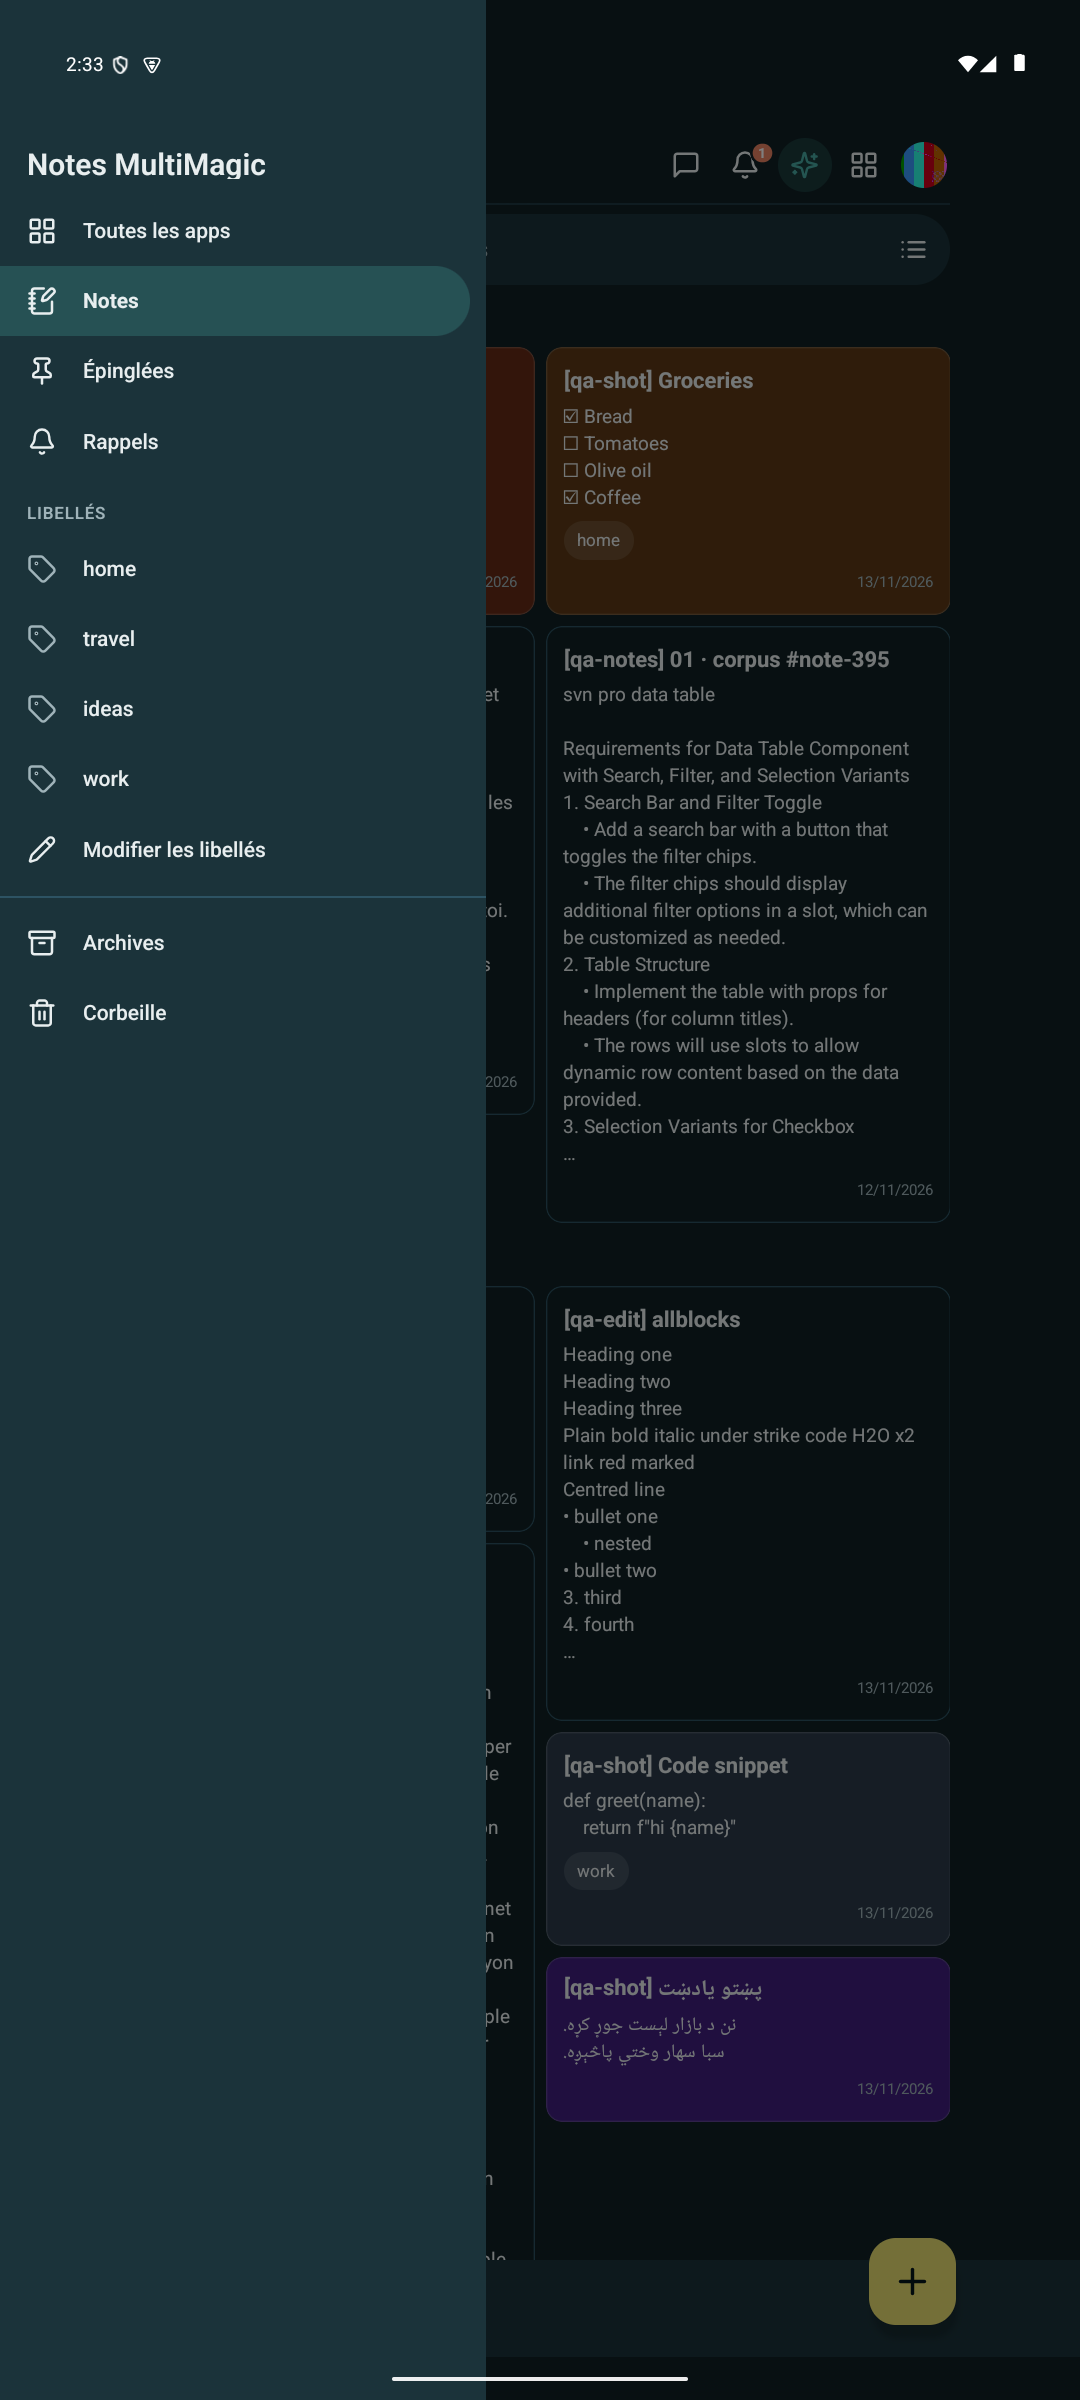 2:33
Notes MultiMagic
Toutes les apps
Notes
Épinglées
Rappels
LIBELLÉS
home
travel
ideas
work
Modifier les libellés
Archives
Corbeille
1
2026
[qa-shot] Groceries
☑ Bread
☐ Tomatoes
☐ Olive oil
☑ Coffee
home
13/11/2026
les
2026
[qa-notes] 01 · corpus #note-395
svn pro data table
Requirements for Data Table Component
with Search, Filter, and Selection Variants
1. Search Bar and Filter Toggle
• Add a search bar with a button that
toggles the filter chips.
• The filter chips should display
additional filter options in a slot, which can
be customized as needed.
2. Table Structure
• Implement the table with props for
headers (for column titles).
• The rows will use slots to allow
dynamic row content based on the data
provided.
3. Selection Variants for Checkbox
…
12/11/2026
2026
[qa-edit] allblocks
Heading one
Heading two
Heading three
Plain bold italic under strike code H2O x2
link red marked
Centred line
• bullet one
• nested
• bullet two
3. third
4. fourth
…
13/11/2026
[qa-shot] Code snippet
def greet(name):
return f"hi {name}"
work
13/11/2026
[qa-shot] پښتو یادښت
نن د بازار لېست جوړ کړه.
سبا سهار وختي پاڅېږه.
13/11/2026